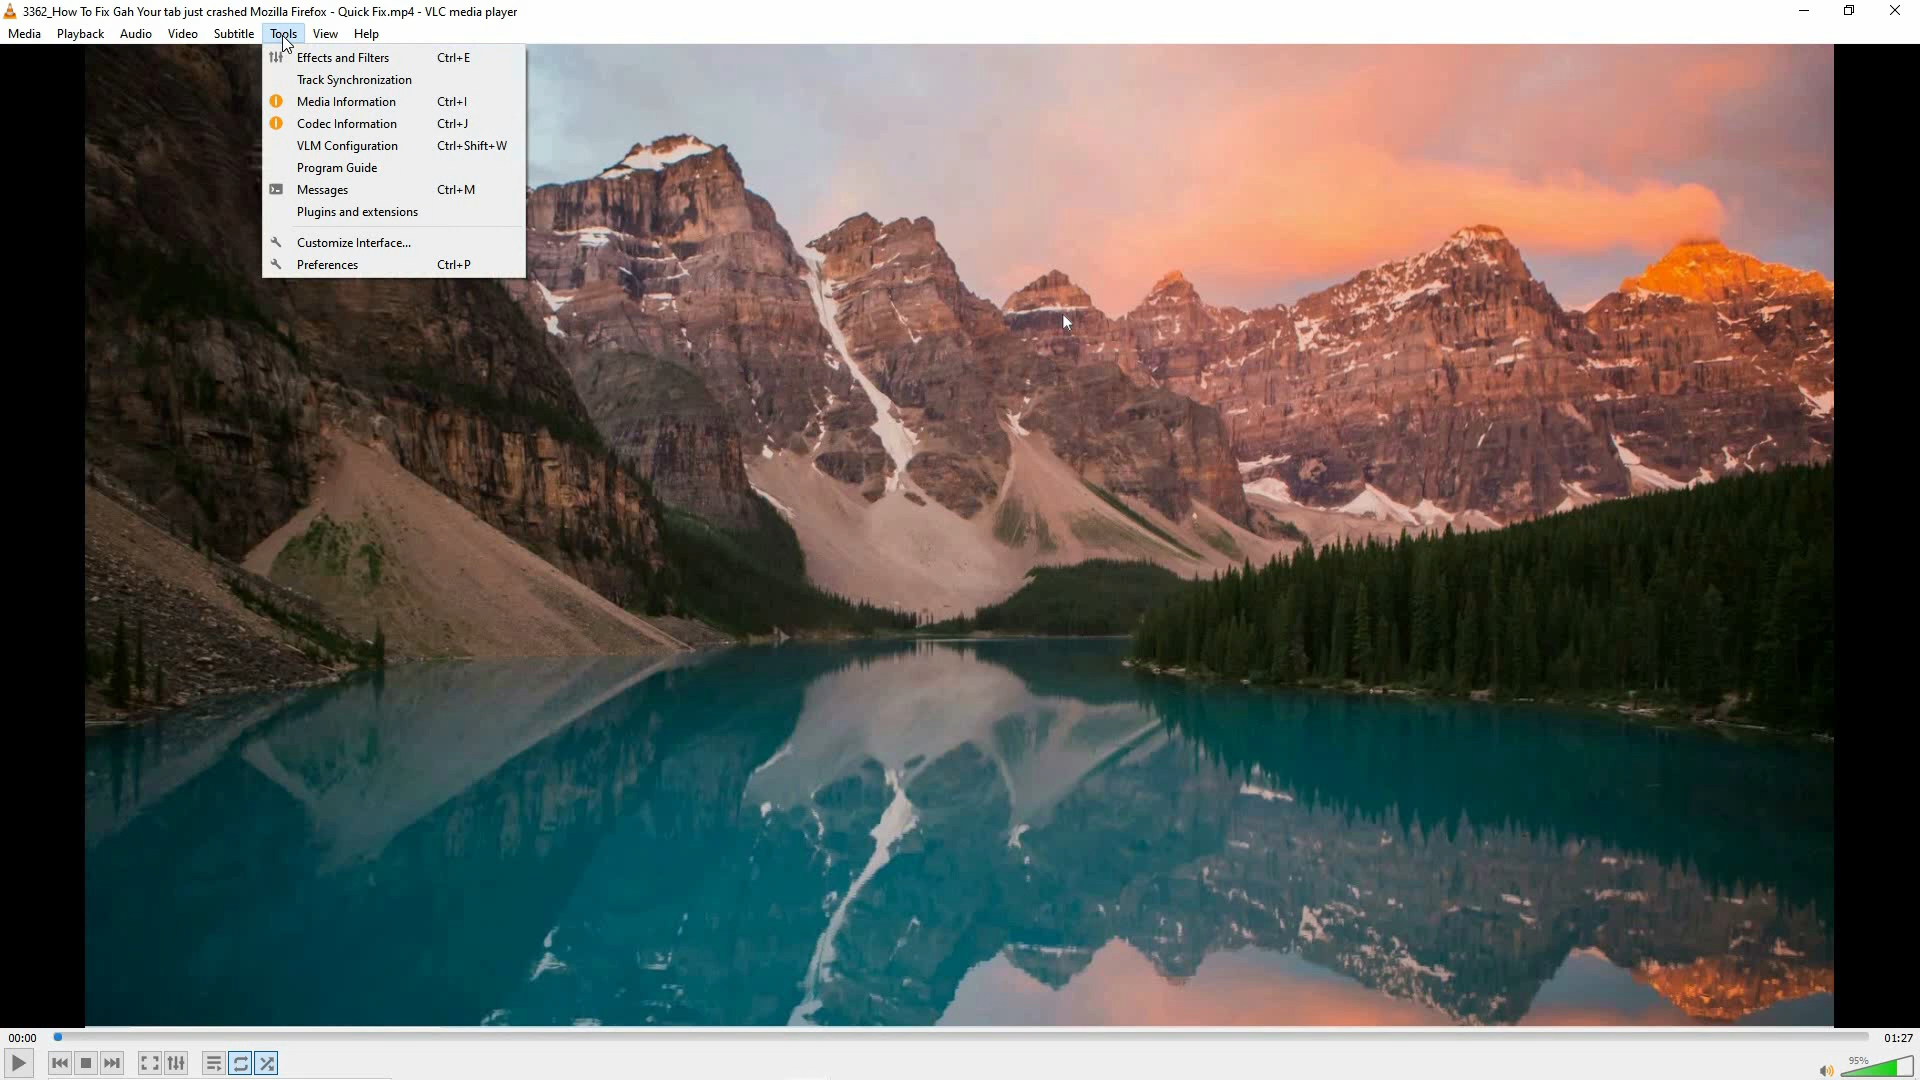 3362_How To Fix Gah Your tab just crashed Mozilla Firefox - Quick Fix.mp4 - VLC media player
Media Playback Audio Video Subtitle Tools View Help
Effects and Filters Ctrl+E
Track Synchronization
Media Information Ctrl+I
Codec Information Ctrl+J
VLM Configuration Ctrl+Shift+W
Program Guide
Messages Ctrl+M
Plugins and extensions
Customize Interface...
Preferences Ctrl+P
00:00 01:27
95%